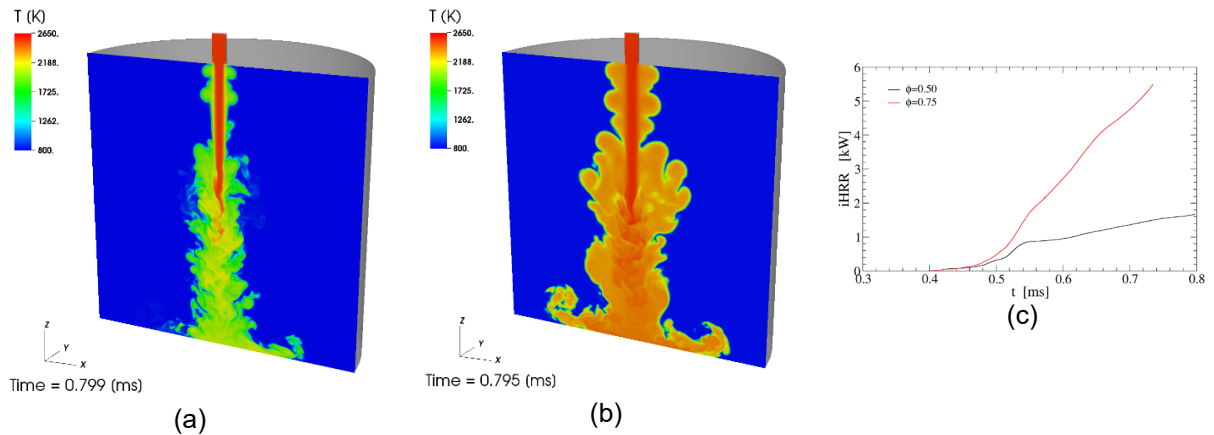 T (K)
2650.
2188.
1725.
1262.
800.
Z
Y
X
Time = 0.799 (ms)
(a)
T (K)
2650.
2188.
1725.
1262.
800.
Z
Y
X
Time = 0.795 (ms)
(b)
6
5
4
3
2
1
0
iHRR [kW]
ϕ=0.50
ϕ=0.75
0.3 0.4 0.5 0.6 0.7 0.8
t [ms]
(c)